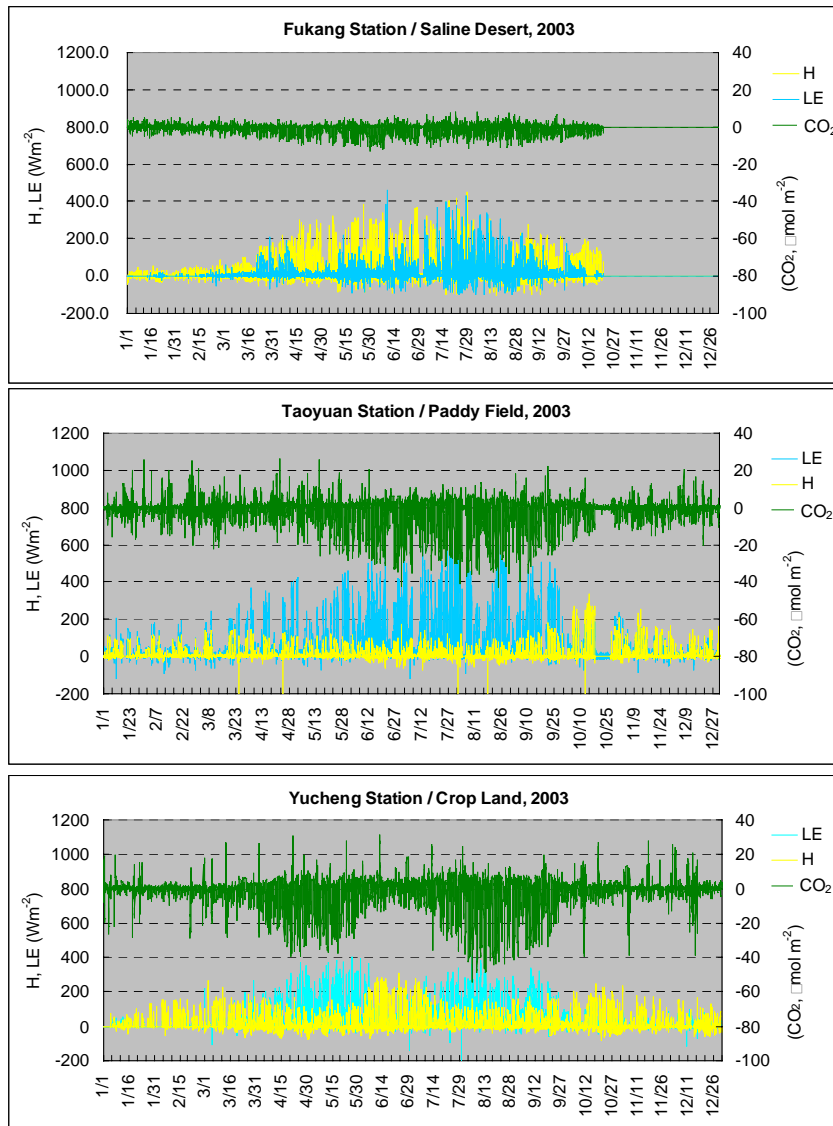 Fukang Station / Saline Desert, 2003
1200.0
1000.0
800.0
600.0
400.0
200.0
0.0
-200.0
H, LE (Wm-2)
40
20
0
-20
-40
-60
-80
-100
(CO2, □mol m-2)
H
LE
CO2
1/1 1/16 1/31 2/15 3/1 3/16 3/31 4/15 4/30 5/15 5/30 6/14 6/29 7/14 7/29 8/13 8/28 9/12 9/27 10/12 10/27 11/11 11/26 12/11 12/26
Taoyuan Station / Paddy Field, 2003
1200
1000
800
600
400
200
0
-200
H, LE (Wm-2)
40
20
0
-20
-40
-60
-80
-100
(CO2, □mol m-2)
LE
H
CO2
1/1 1/23 2/7 2/22 3/8 3/23 4/13 4/28 5/13 5/28 6/12 6/27 7/12 7/27 8/11 8/26 9/10 9/25 10/10 10/25 11/9 11/24 12/9 12/27
Yucheng Station / Crop Land, 2003
1200
1000
800
600
400
200
0
-200
H, LE (Wm-2)
40
20
0
-20
-40
-60
-80
-100
(CO2, □mol m-2)
LE
H
CO2
1/1 1/16 1/31 2/15 3/1 3/16 3/31 4/15 4/30 5/15 5/30 6/14 6/29 7/14 7/29 8/13 8/28 9/12 9/27 10/12 10/27 11/11 11/26 12/11 12/26